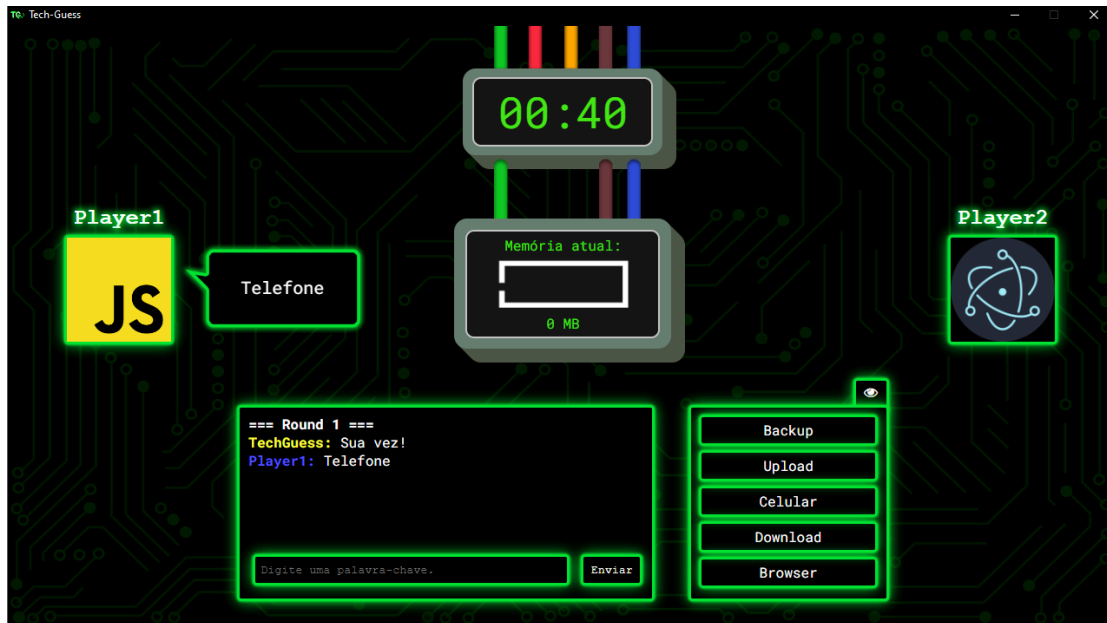 TG Tech-Guess
00:40
Player1
Player2
JS
Telefone
Memória atual:
0 MB
=== Round 1 ===
TechGuess: Sua vez!
Player1: Telefone
Digite uma palavra-chave.
Enviar
Backup
Upload
Celular
Download
Browser